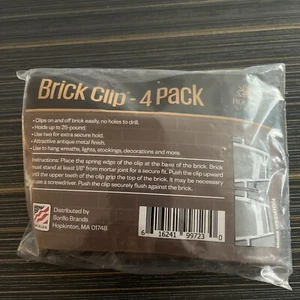 Brick Clip™ - 4 Pack
• Clips on and off brick easily, no holes to drill.
• Holds up to 25-pound.
• Use two for extra secure hold.
• Attractive antique metal finish.
• Use to hang wreaths, lights, stockings, decorations and more.
Instructions: Place the spring edge of the clip at the base of the brick. Brick
must stand at least 1/8" from mortar joint for a secure fit. Push the clip upward
until the upper teeth of the clip grip the top of the brick. It may be necessary
to use a screwdriver. Push the clip securely flush against the brick.
Distributed by
Brands
Hopkinton, MA 01748
6 16241 99723 0